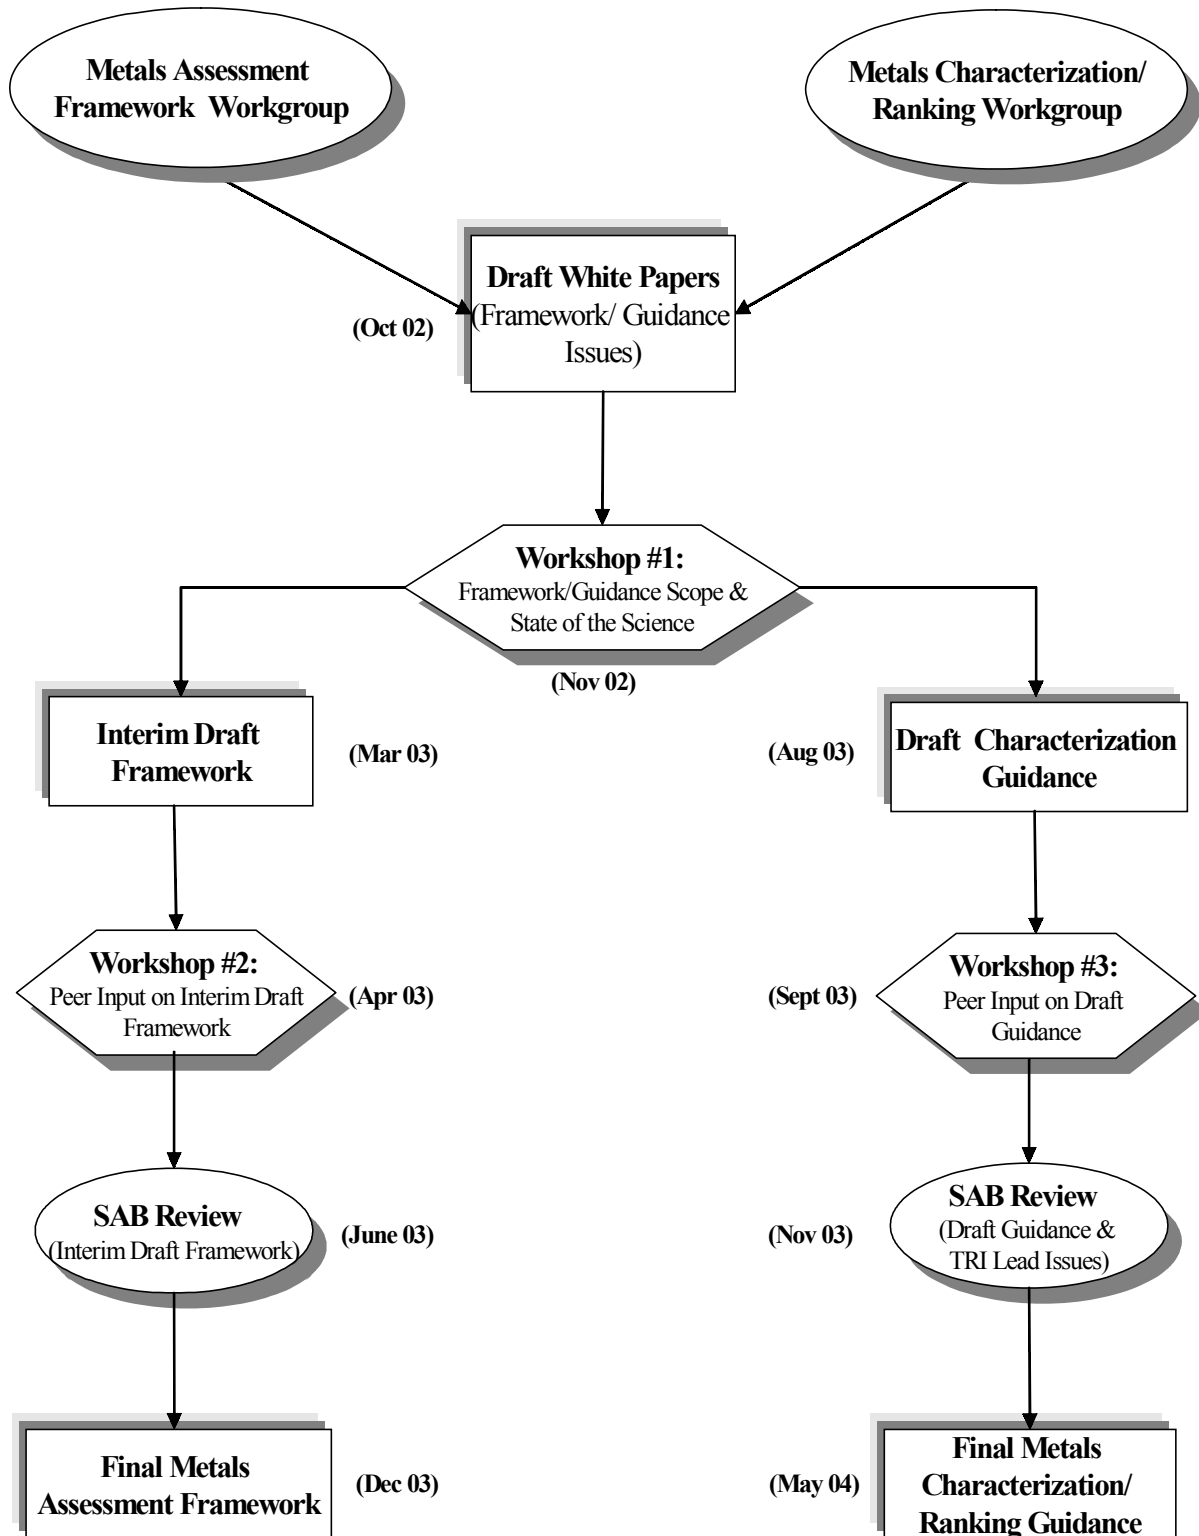 Metals Assessment
Framework Workgroup
Metals Characterization/
Ranking Workgroup
Draft White Papers
(Framework/ Guidance
Issues)
(Oct 02)
Workshop #1:
Framework/Guidance Scope &
State of the Science
(Nov 02)
Interim Draft
Framework
(Mar 03)
(Aug 03)
Draft Characterization
Guidance
Workshop #2:
Peer Input on Interim Draft
Framework
(Apr 03)
(Sept 03)
Workshop #3:
Peer Input on Draft
Guidance
SAB Review
(Interim Draft Framework)
(June 03)
(Nov 03)
SAB Review
(Draft Guidance &
TRI Lead Issues)
Final Metals
Assessment Framework
(Dec 03)
(May 04)
Final Metals
Characterization/
Ranking Guidance